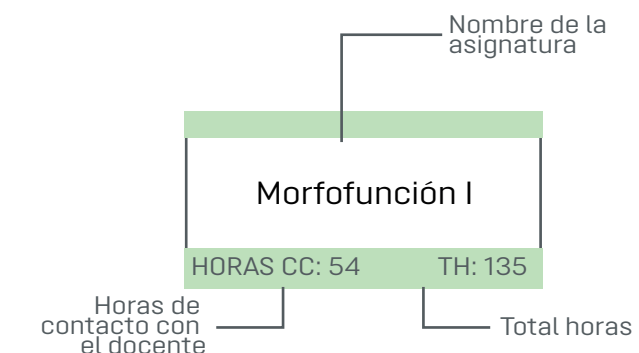 Nombre de la
asignatura
Morfofunción I
HORAS CC: 54 TH: 135
Horas de
contacto con
el docente
Total horas